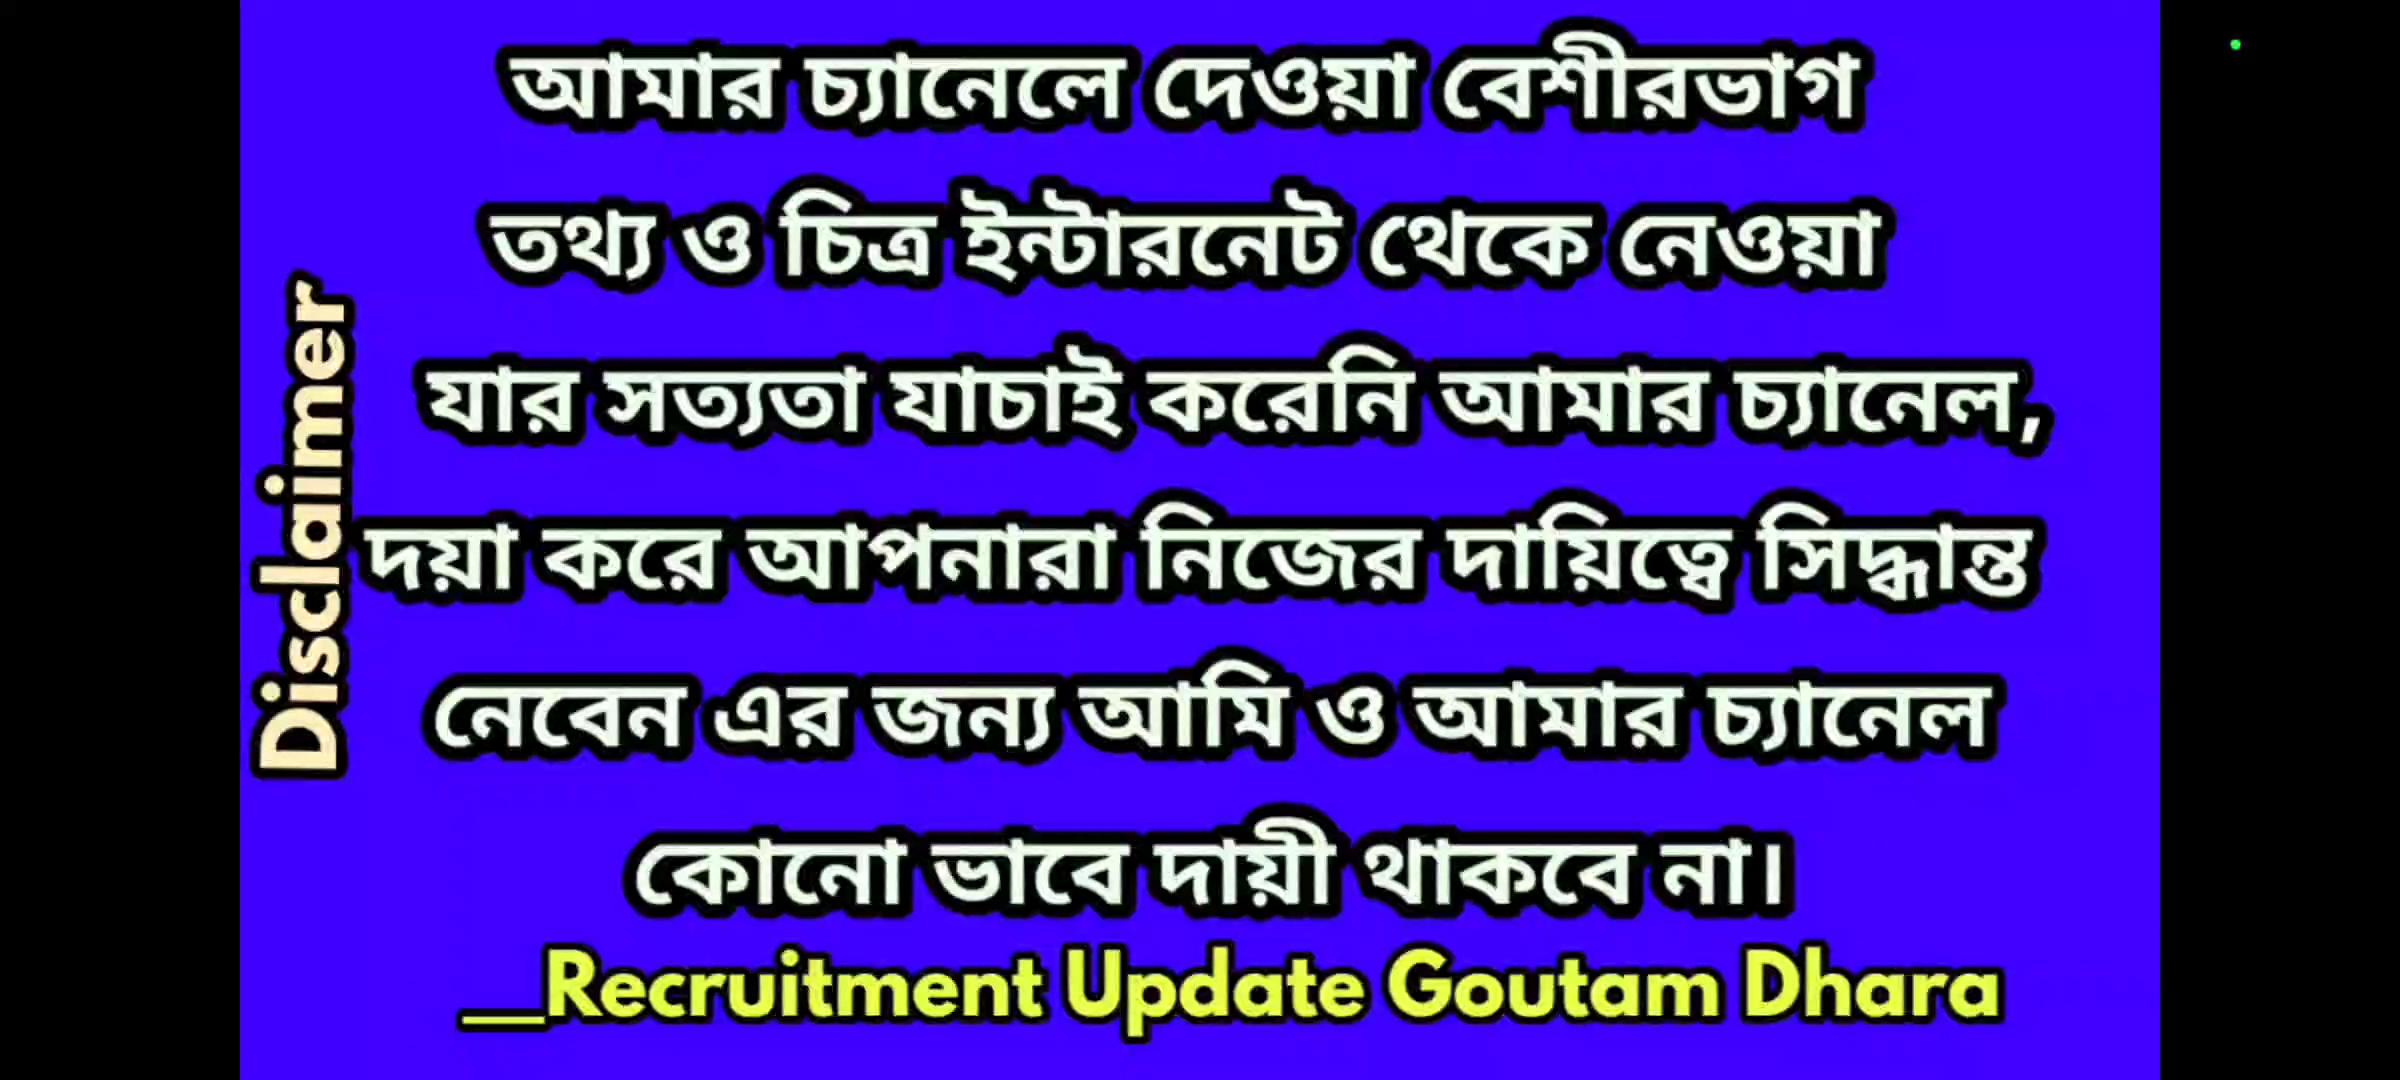 আমার চ্যানেলে দেওয়া বেশীরভাগ
তথ্য ও চিত্র ইন্টারনেট থেকে নেওয়া
যার সত্যতা যাচাই করেনি আমার চ্যানেল,
দয়া করে আপনারা নিজের দায়িত্বে সিদ্ধান্ত
নেবেন এর জন্য আমি ও আমার চ্যানেল
কোনো ভাবে দায়ী থাকবে না।
__Recruitment Update Goutam Dhara
Disclaimer